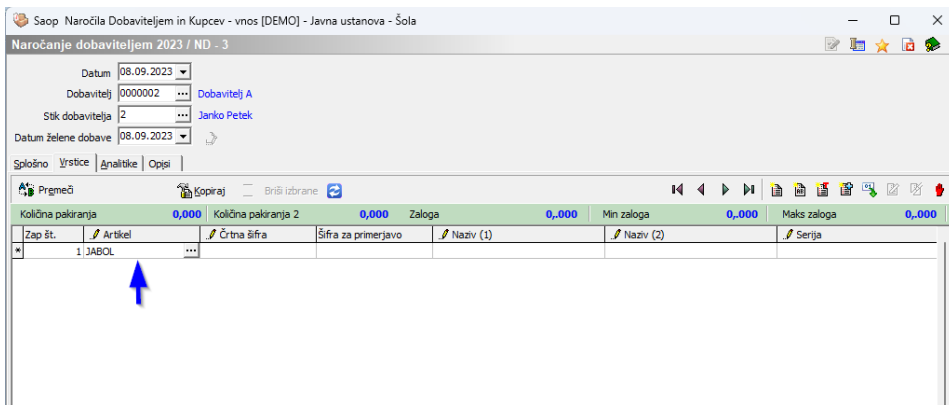 Saop Naročila Dobaviteljem in Kupcev - vnos [DEMO] - Javna ustanova - Šola
Naročanje dobaviteljem 2023 / ND - 3
Datum 08.09.2023
Dobavitelj 0000002 ... Dobavitelj A
Stik dobavitelja 2 ... Janko Petek
Datum želene dobave 08.09.2023
Splošno Vrstice Analitike Opisi
Premeči Kopiraj Briši izbrane
Količina pakiranja 0,000 Količina pakiranja 2 0,000 Zaloga 0,.000 Min zaloga 0,.000 Maks zaloga 0,.000
Zap št. Artikel Črtna šifra Šifra za primerjavo Naziv (1) Naziv (2) Serija
* 1 JABOL ...